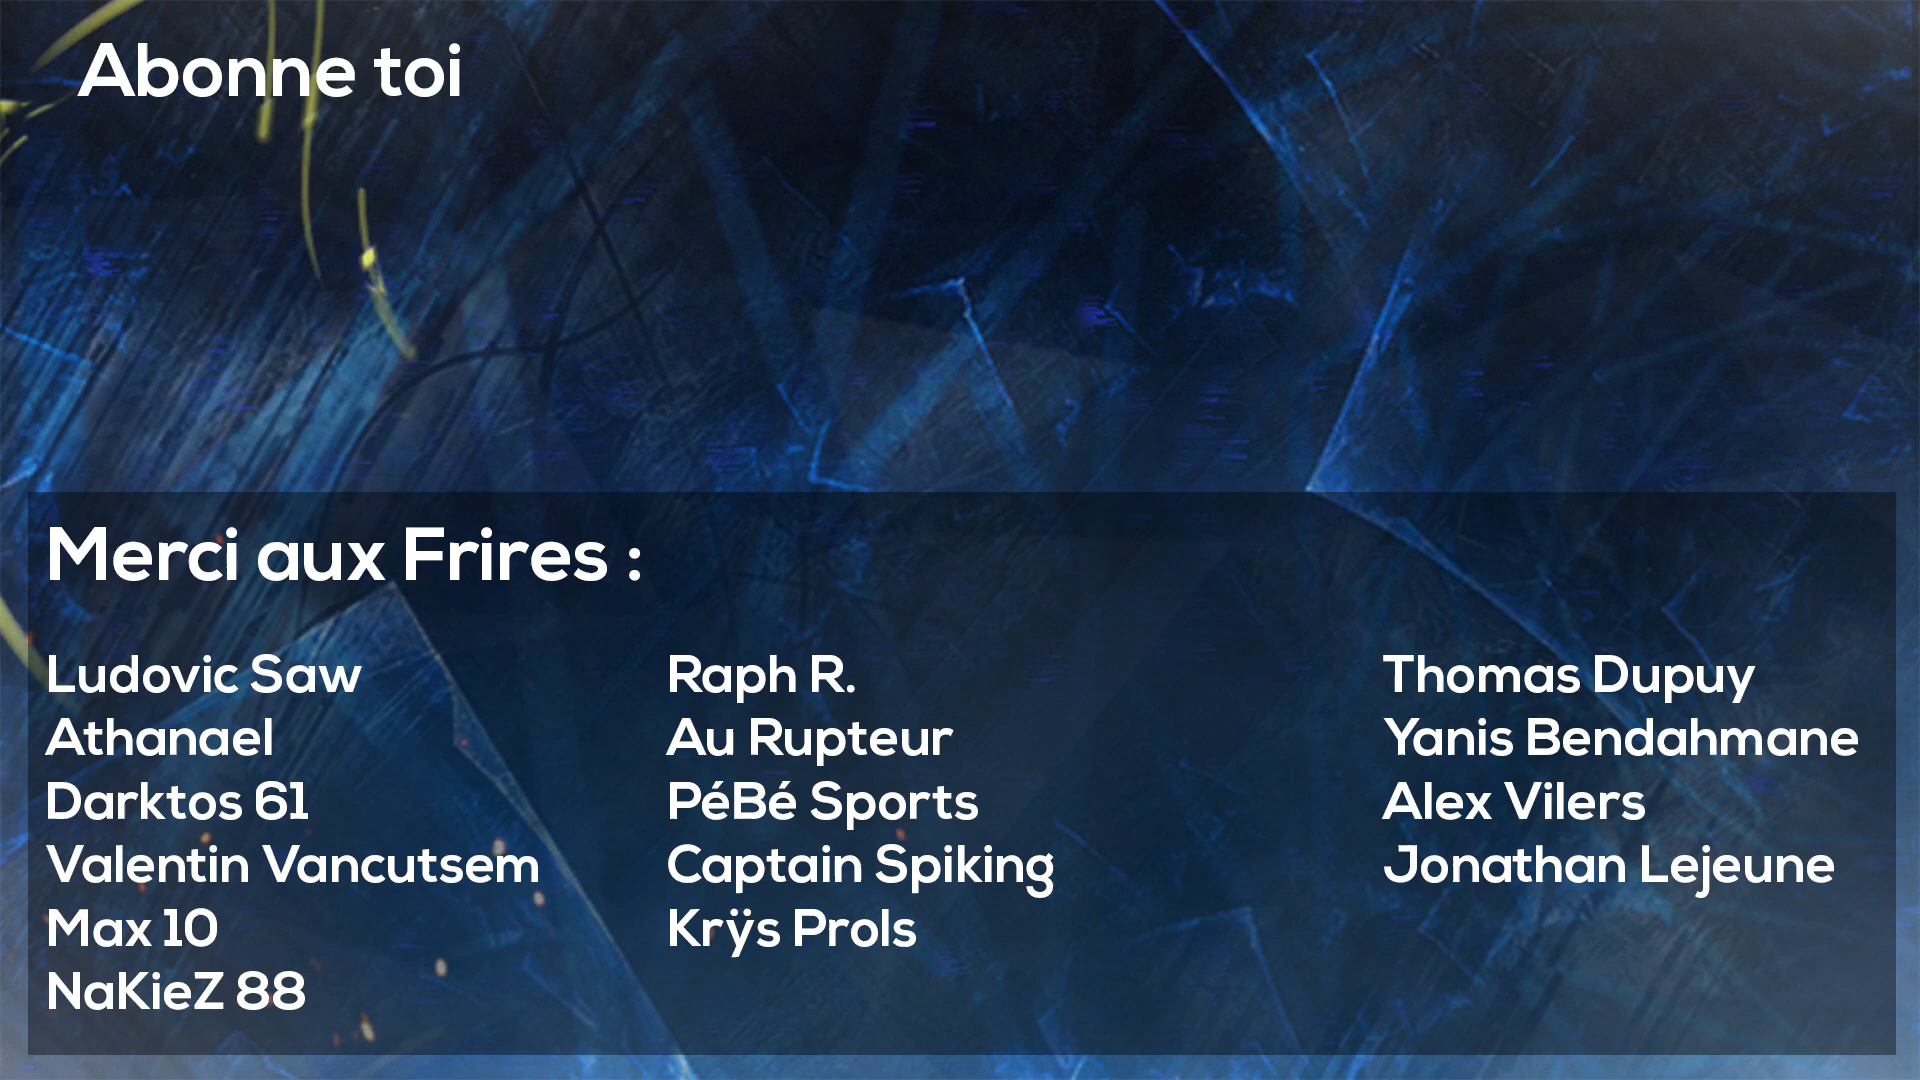 Abonne toi
Merci aux Frires :
Ludovic Saw
Athanael
Darktos 61
Valentin Vancutsem
Max 10
NaKieZ 88
Raph R.
Au Rupteur
PéBé Sports
Captain Spiking
Krÿs Prols
Thomas Dupuy
Yanis Bendahmane
Alex Vilers
Jonathan Lejeune